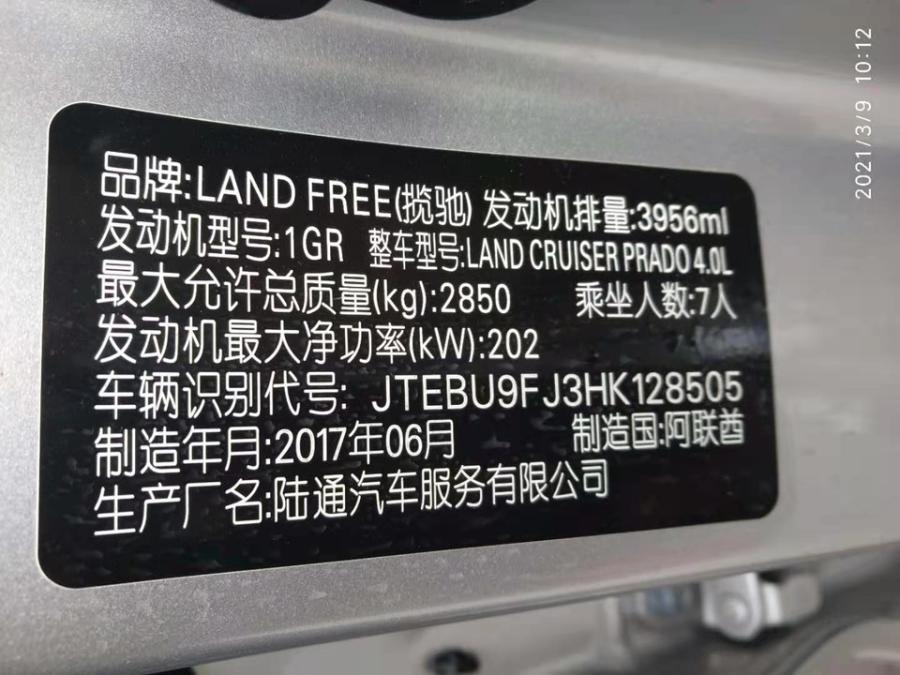 品牌:LAND FREE(揽驰) 发动机排量:3956ml
发动机型号:1GR 整车型号:LAND CRUISER PRADO 4.0L
最大允许总质量(kg):2850 乘坐人数:7人
发动机最大净功率(kW):202
车辆识别代号: JTEBU9FJ3HK128505
制造年月:2017年06月 制造国:阿联酋
生产厂名:陆通汽车服务有限公司
2021/3/9 10:12